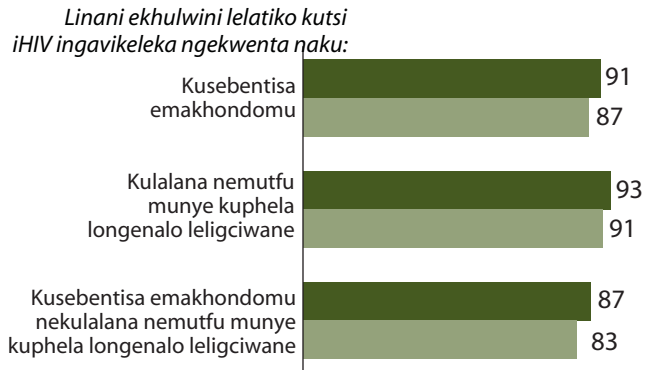 Linani ekhulwini lelatiko kutsi
iHIV ingavikeleka ngekwenta naku:
Kusebentisa
emakhondomu
91
87
Kulalana nemutfu
munye kuphela
longenalo leligciwane
93
91
Kusebentisa emakhondomu
nekulalana nemutfu munye
kuphela longenalo leligciwane
87
83